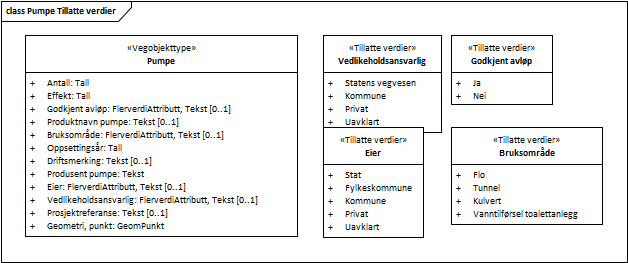 class Pumpe Tillatte verdier
«Vegobjekttype»
Pumpe
+ Antall: Tall
+ Effekt: Tall
+ Godkjent avløp: FlerverdiAttributt, Tekst [0..1]
+ Produktnavn pumpe: Tekst [0..1]
+ Bruksområde: FlerverdiAttributt, Tekst [0..1]
+ Oppsettingsår: Tall
+ Driftsmerking: Tekst [0..1]
+ Produsent pumpe: Tekst
+ Eier: FlerverdiAttributt, Tekst [0..1]
+ Vedlikeholdsansvarlig: FlerverdiAttributt, Tekst [0..1]
+ Prosjektreferanse: Tekst [0..1]
+ Geometri, punkt: GeomPunkt
«Tillatte verdier»
Vedlikeholdsansvarlig
+ Statens vegvesen
+ Kommune
+ Privat
+ Uavklart
«Tillatte verdier»
Godkjent avløp
+ Ja
+ Nei
«Tillatte verdier»
Eier
+ Stat
+ Fylkeskommune
+ Kommune
+ Privat
+ Uavklart
«Tillatte verdier»
Bruksområde
+ Flo
+ Tunnel
+ Kulvert
+ Vanntilførsel toalettanlegg